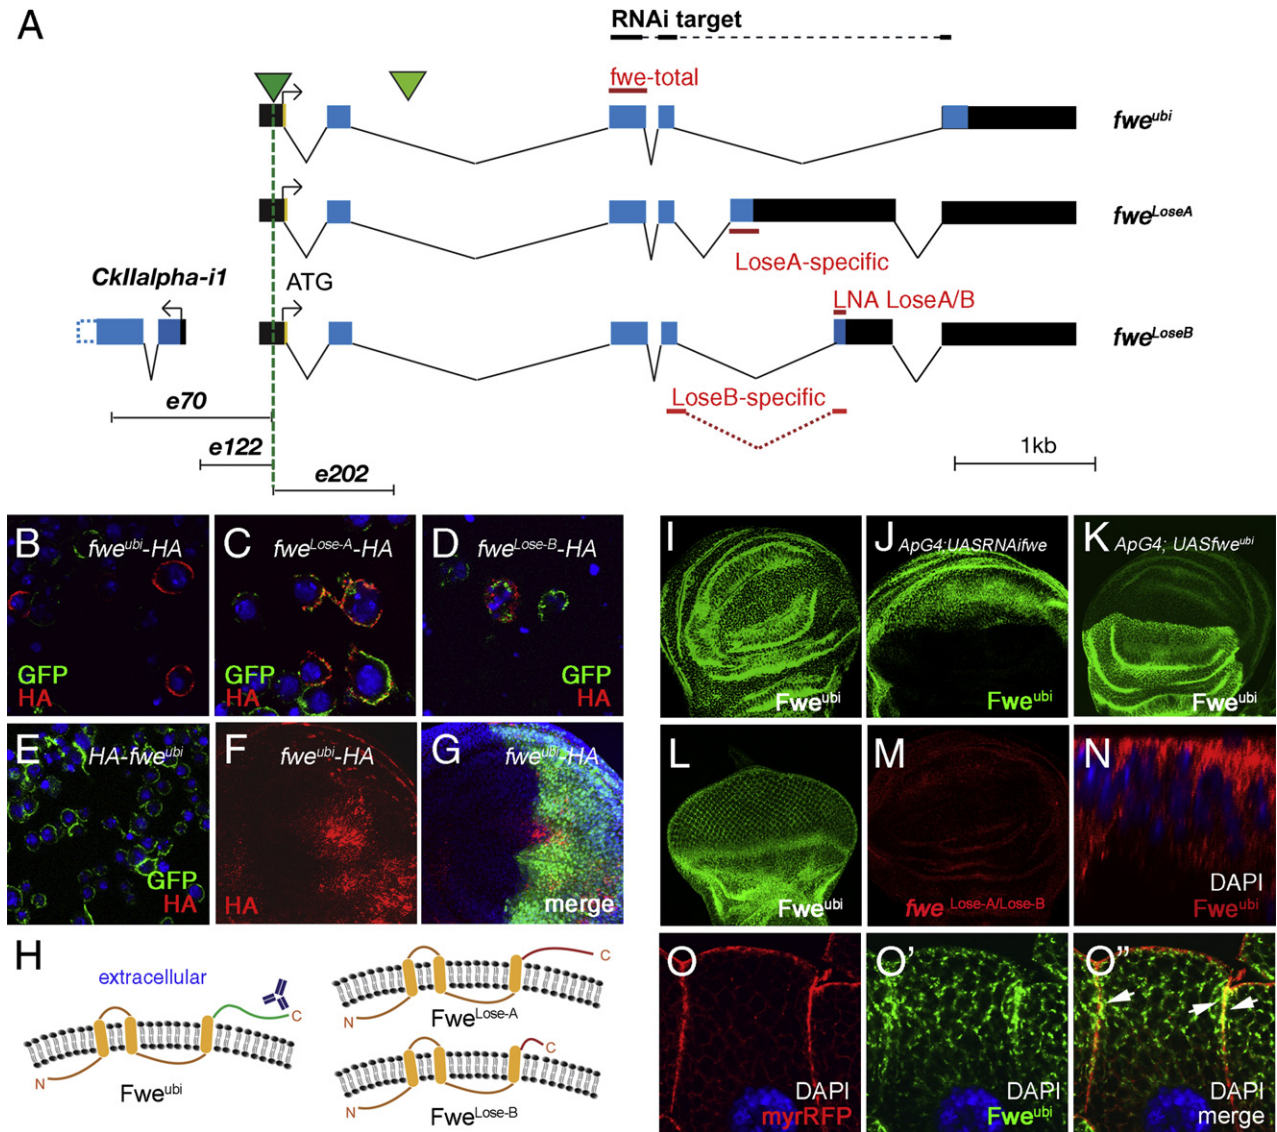 A
RNAi target
fwe-total
fwe^ubi
fwe^LoseA
LoseA-specific
CkIIalpha-i1
ATG
LNA LoseA/B
fwe^LoseB
LoseB-specific
e70
e122
e202
1kb
B
fwe^ubi-HA
GFP
HA
C
fwe^Lose-A-HA
GFP
HA
D
fwe^Lose-B-HA
GFP
HA
E
HA-fwe^ubi
GFP
HA
F
fwe^ubi-HA
HA
G
fwe^ubi-HA
merge
H
extracellular
N
C
Fwe^ubi
N
C
Fwe^Lose-A
N
C
Fwe^Lose-B
I
Fwe^ubi
J
ApG4;UASRNAifwe
Fwe^ubi
K
ApG4; UASfwe^ubi
Fwe^ubi
L
Fwe^ubi
M
fwe^Lose-A/Lose-B
N
DAPI
Fwe^ubi
O
DAPI
myrRFP
O'
DAPI
Fwe^ubi
O"
DAPI
merge